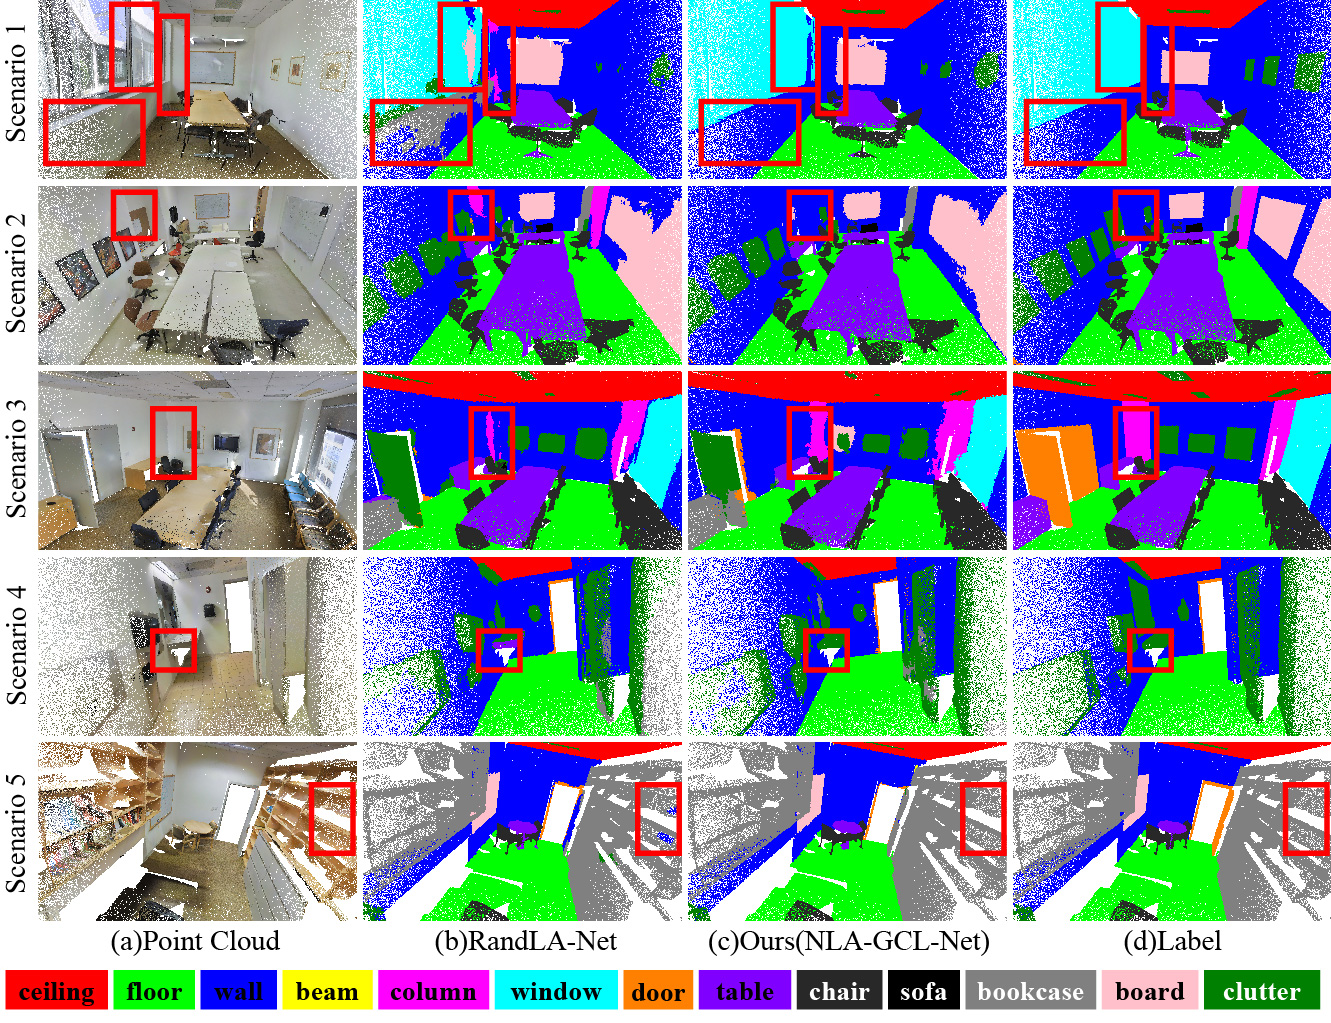 Scenario 1
Scenario 2
Scenario 3
Scenario 4
Scenario 5
(a)Point Cloud
(b)RandLA-Net
(c)Ours(NLA-GCL-Net)
(d)Label
ceiling
floor
wall
beam
column
window
door
table
chair
sofa
bookcase
board
clutter